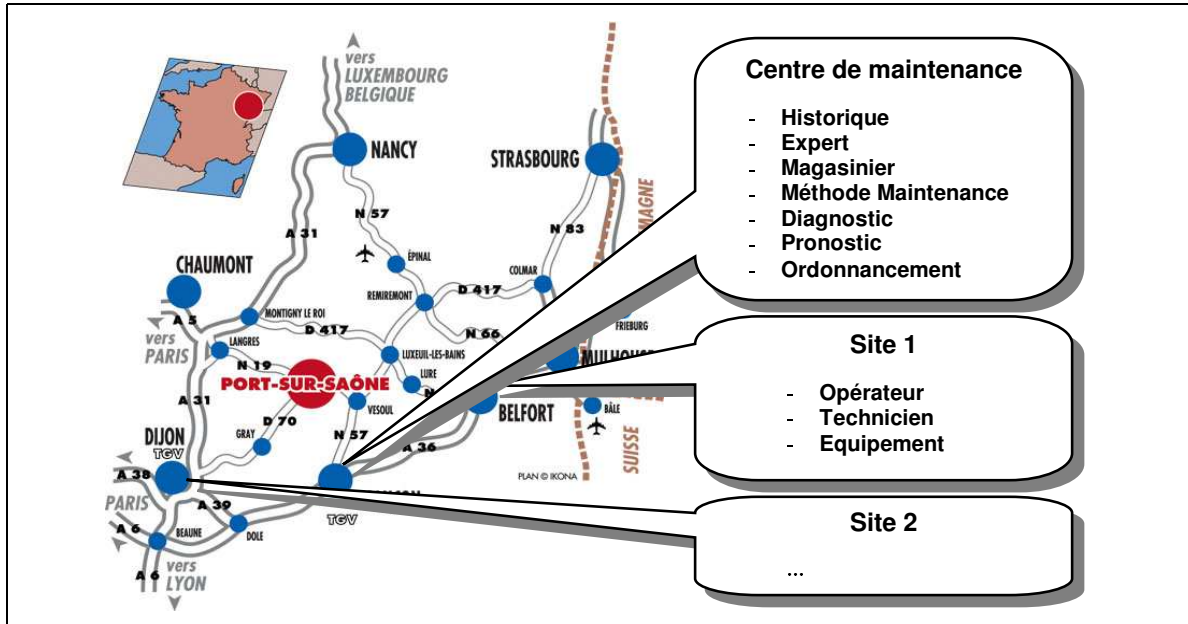 vers
LUXEMBOURG
BELGIQUE
NANCY
STRASBOURG
N 57
N 83
A 31
MAGNE
ÉPINAL
CHAUMONT
COLMAR
REMIREMONT
D 417
A 5
MONTIGNY LE ROI
vers
PARIS
D 417
N 66
FRIEBURG
LANGRES
LUXEUIL-LES-BAINS
MULHOUS
N 19
LURE
PORT-SUR-SAÔNE
N
A 31
VESOUL
BELFORT
BÂLE
D 70
DIJON
TGV
GRAY
N 57
A 36
SUISSE
A 38
PLAN © IKONA
PARIS
A 39
TGV
A 6
BEAUNE
DOLE
vers
LYON
A 6
Centre de maintenance
- Historique
- Expert
- Magasinier
- Méthode Maintenance
- Diagnostic
- Pronostic
- Ordonnancement
Site 1
- Opérateur
- Technicien
- Equipement
Site 2
...